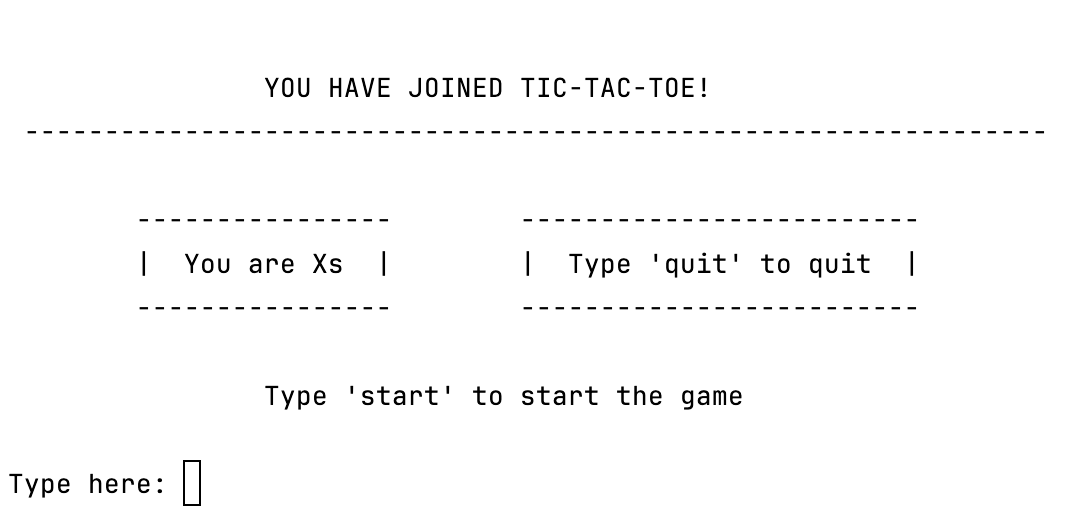 YOU HAVE JOINED TIC-TAC-TOE!
----------------------------------------------------------------
----------------        -------------------------
|  You are Xs  |        |  Type 'quit' to quit  |
----------------        -------------------------
Type 'start' to start the game
Type here: